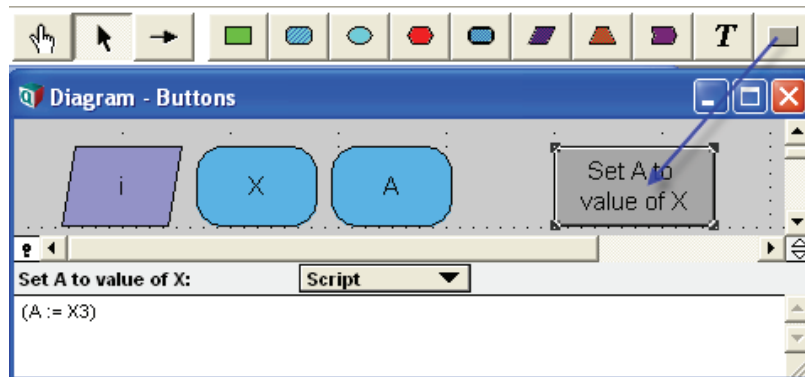 T
Diagram - Buttons
i X A Set A to
value of X
Set A to value of X: Script
(A := X3)